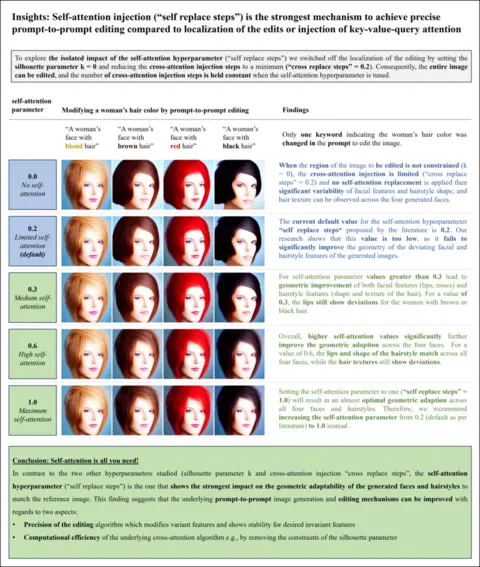 Insights: Self-attention injection (“self replace steps”) is the strongest mechanism to achieve precise
prompt-to-prompt editing compared to localization of the edits or injection of key-value-query attention
To explore the isolated impact of the self-attention hyperparameter (“self replace steps”) we switched off the localization of the editing by setting the
silhouette parameter k = 0 and reducing the cross-attention injection steps to a minimum (“cross replace steps” = 0.2). Consequently, the entire image
can be edited, and the number of cross-attention injection steps is held constant when the self-attention hyperparameter is tuned.
self-attention
parameter
Modifying a woman's hair color by prompt-to-prompt editing
Findings
“A woman's
face with
blond hair”
“A woman's
face with
brown hair”
“A woman's
face with
red hair”
“A woman's
face with
black hair”
Only one keyword indicating the woman's hair color was
changed in the prompt to edit the image.
0.0
No self-
attention
When the region of the image to be edited is not constrained (k
= 0), the cross-attention injection is limited (“cross replace
steps” = 0.2) and no self-attention replacement is applied then
significant variability of facial features and hairstyle shape, and
hair texture can be observed across the four generated faces.
0.2
Limited self-
attention
(default)
The current default value for the self-attention hyperparameter
“self replace steps“ proposed by the literature is 0.2. Our
research shows that this value is too low, as it fails to
significantly improve the geometry of the deviating facial and
hairstyle features of the generated images.
0.3
Medium self-
attention
For self-attention parameter values greater than 0.3 lead to
geometric improvement of both facial features (lips, noses) and
hairstyle features (shape and texture of the hair). For a value of
0.3, the lips still show deviations for the women with brown or
black hair.
0.6
High self-
attention
Overall, higher self-attention values significantly further
improve the geometric adaption across the four faces. For a
value of 0.6, the lips and shape of the hairstyle match across all
four faces, while the hair textures still show deviations.
1.0
Maximum
self-attention
Setting the self-attention parameter to one (“self replace steps” =
1.0) will result in an almost optimal geometric adaption across
all four faces and hairstyles. Therefore, we recommend
increasing the self-attention parameter from 0.2 (default as per
literature) to 1.0 instead.
Conclusion: Self-attention is all you need!
In contrast to the two other hyperparameters studied (silhouette parameter k and cross-attention injection “cross replace steps”, the self-attention
hyperparameter (“self replace steps”) is the one that shows the strongest impact on the geometric adaptability of the generated faces and hairstyles to
match the reference image. This finding suggests that the underlying prompt-to-prompt image generation and editing mechanisms can be improved with
regards to two aspects:
• Precision of the editing algorithm which modifies variant features and shows stability for desired invariant features
• Computational efficiency of the underlying cross-attention algorithm e.g., by removing the constraints of the silhouette parameter